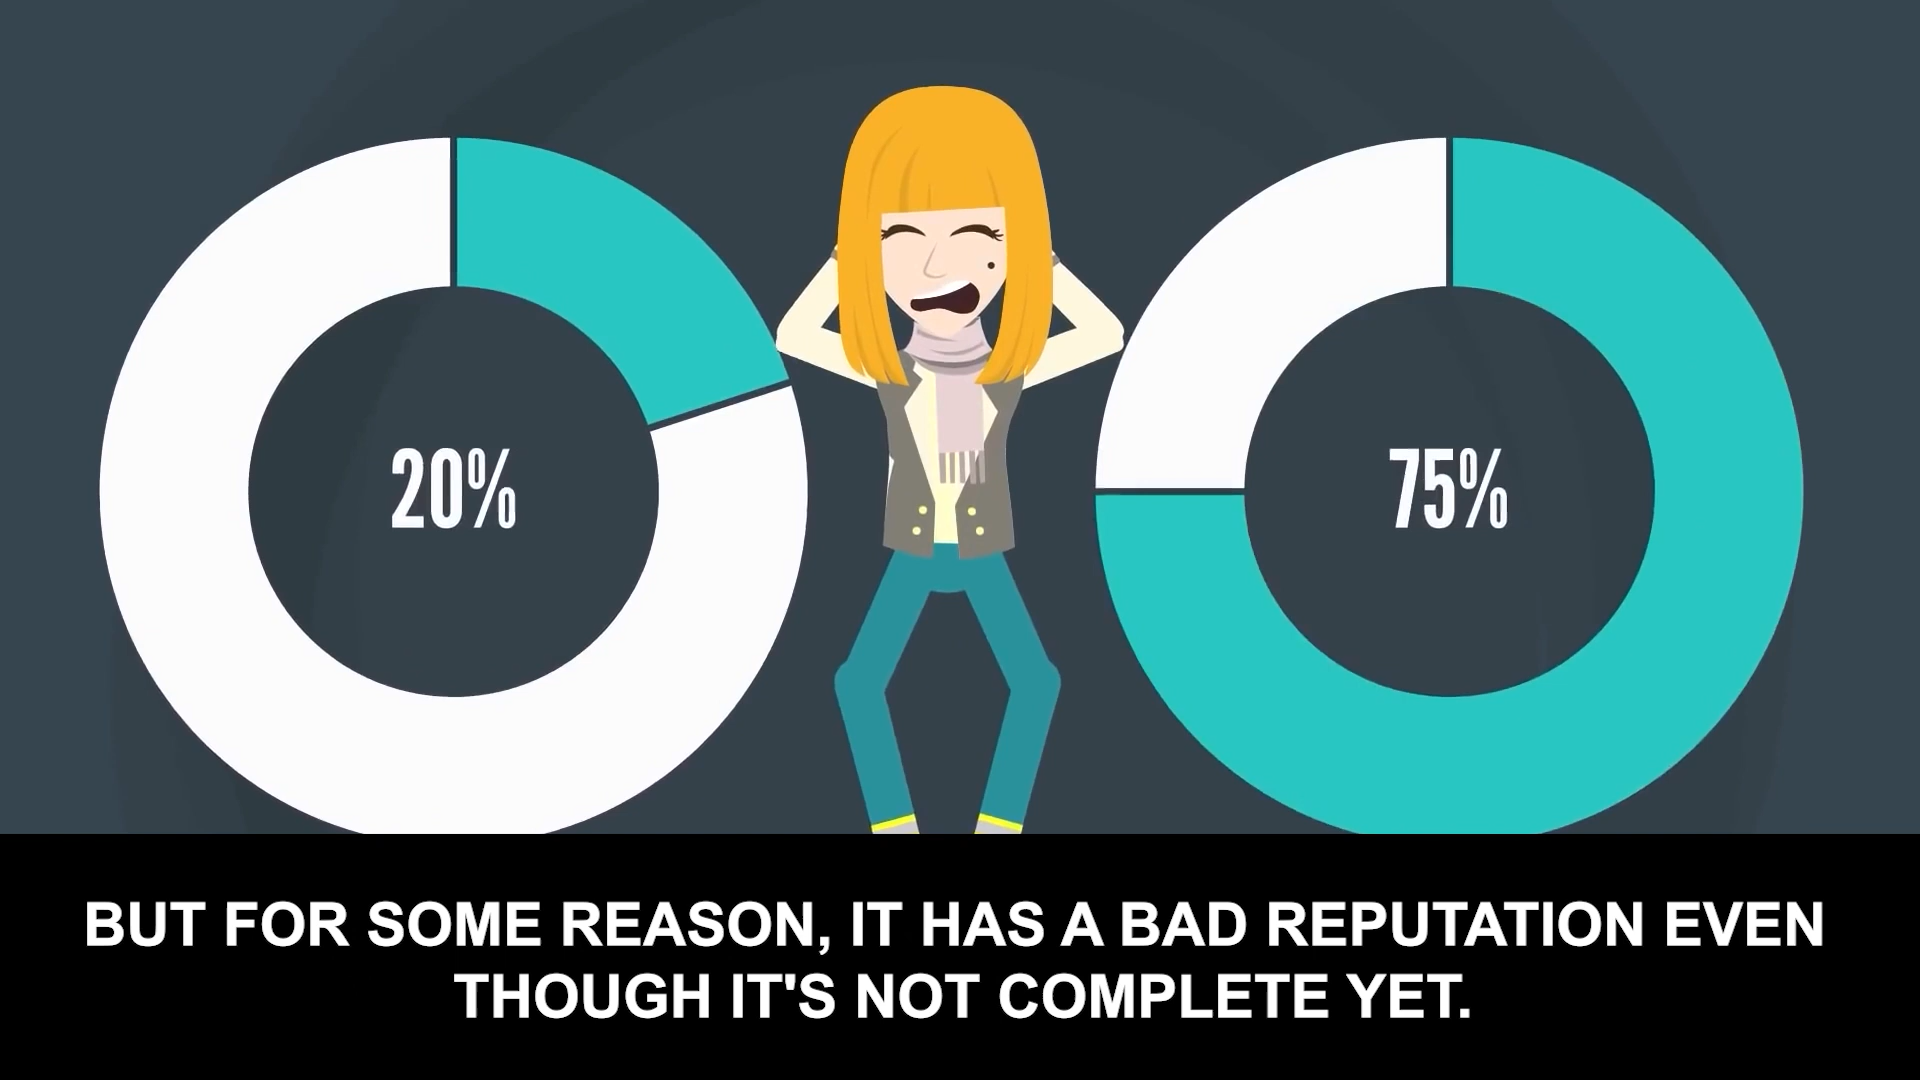 20%
75%
BUT FOR SOME REASON, IT HAS A BAD REPUTATION EVEN
THOUGH IT'S NOT COMPLETE YET.